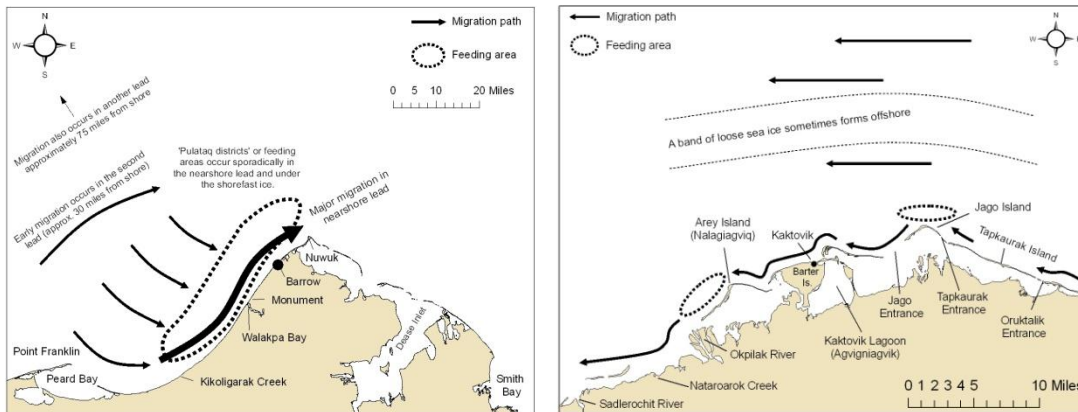 N
W E
S
Migration path
Feeding area
0 5 10 20 Miles
Migration also occurs in another lead
approximately 75 miles from shore
'Pulataq districts' or feeding
areas occur sporadically in
the nearshore lead and under
the shorefast ice.
Early migration occurs in the second
lead (approx. 30 miles from shore)
Major migration in
nearshore lead
Nuwuk
Barrow
Monument
Walakpa Bay
Dease Inlet
Point Franklin
Peard Bay
Kikoligarak Creek
Smith
Bay
Migration path
Feeding area
N
W E
S
A band of loose sea ice sometimes forms offshore
Arey Island
(Nalagiagviq)
Kaktovik
Jago Island
Tapkaurak Island
Barter
Is.
Jago
Entrance
Tapkaurak
Entrance
Oruktalik
Entrance
Okpilak River
Kaktovik Lagoon
(Agvigniagvik)
Nataroarok Creek
Sadlerochit River
0 1 2 3 4 5 10 Miles